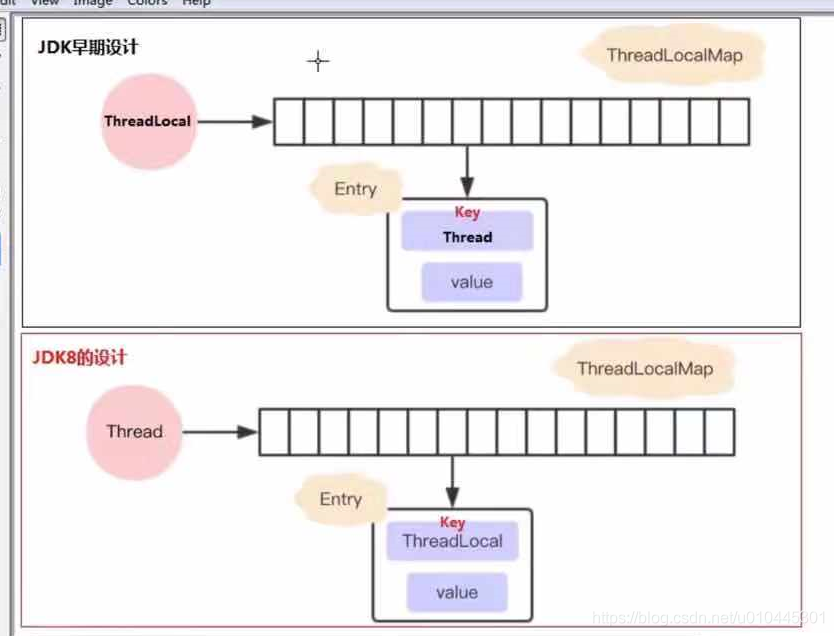 View Image Colors Help
JDK早期设计
ThreadLocalMap
ThreadLocal
Entry
Key
Thread
value
JDK8的设计
ThreadLocalMap
Thread
Entry
Key
ThreadLocal
value
https://blog.csdn.net/u010445301